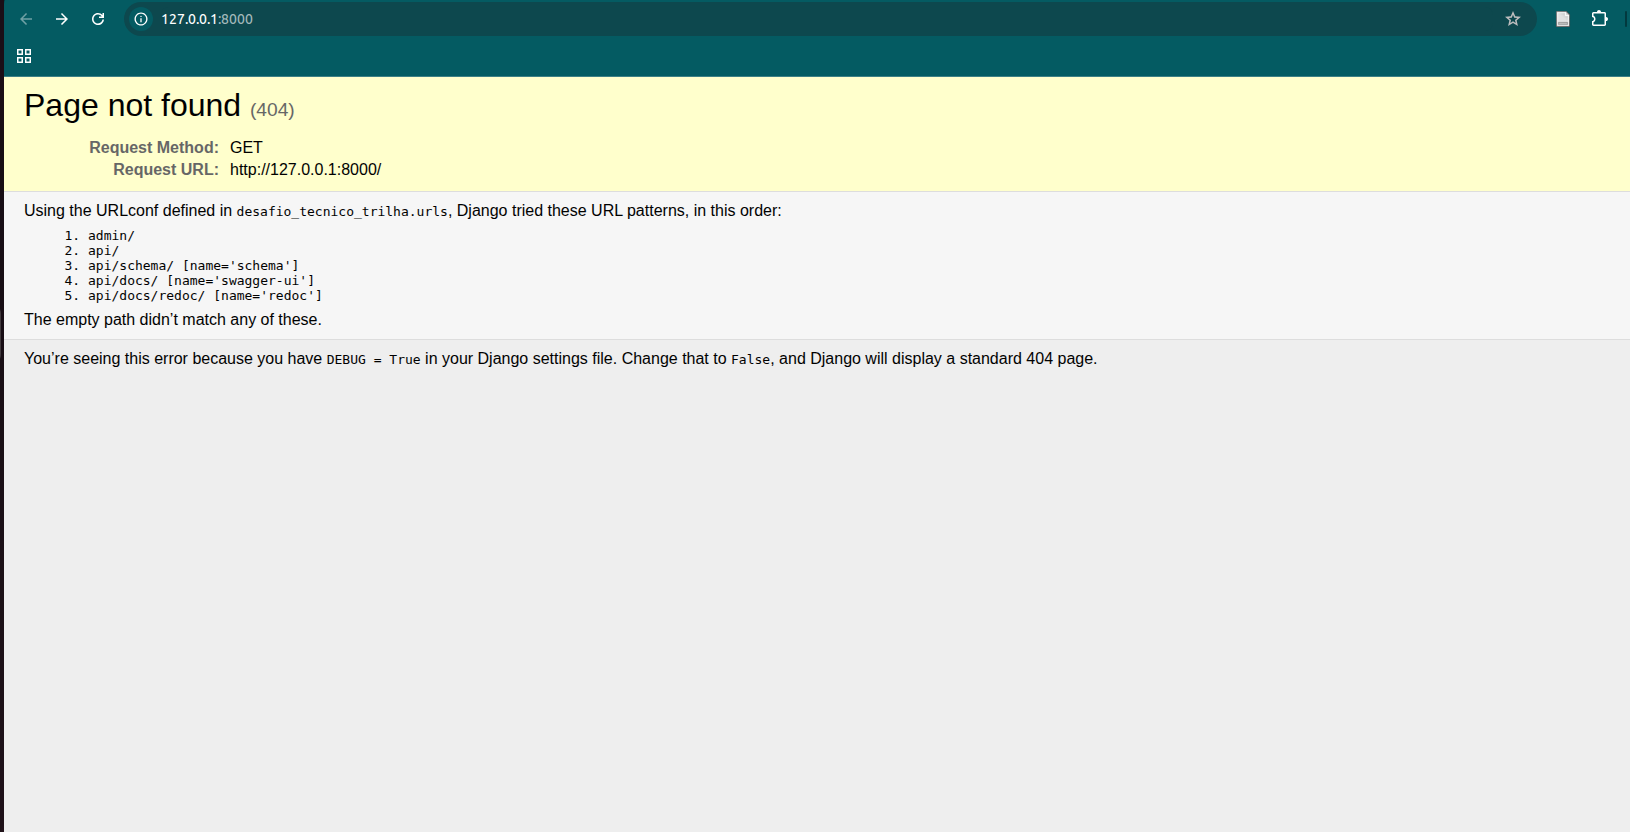 127.0.0.1:8000
Page not found (404)
Request Method: GET
Request URL: http://127.0.0.1:8000/
Using the URLconf defined in desafio_tecnico_trilha.urls, Django tried these URL patterns, in this order:
1. admin/
2. api/
3. api/schema/ [name='schema']
4. api/docs/ [name='swagger-ui']
5. api/docs/redoc/ [name='redoc']
The empty path didn’t match any of these.
You’re seeing this error because you have DEBUG = True in your Django settings file. Change that to False, and Django will display a standard 404 page.